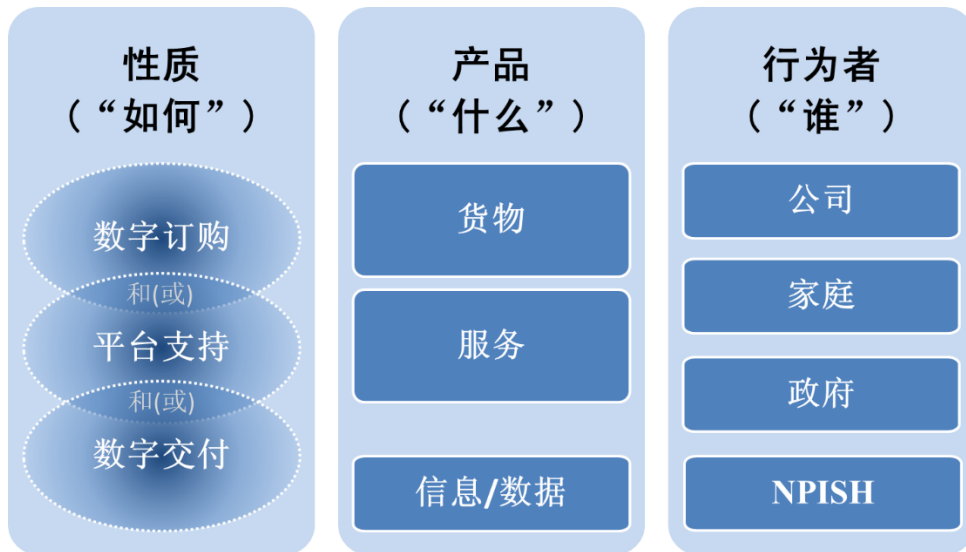 性质
（“如何”）
数字订购
和(或)
平台支持
和(或)
数字交付
产品
（“什么”）
货物
服务
信息/数据
行为者
（“谁”）
公司
家庭
政府
NPISH